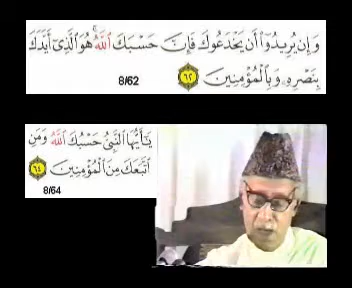 وَإِن يُرِيدُوٓا۟ أَن يَخْدَعُوكَ فَإِنَّ حَسْبَكَ ٱللَّهُ ۚ هُوَ ٱلَّذِىٓ أَيَّدَكَ
بِنَصْرِهِۦ وَبِٱلْمُؤْمِنِينَ ٦٢
8/62
يَٰٓأَيُّهَا ٱلنَّبِىُّ حَسْبُكَ ٱللَّهُ وَمَنِ
ٱتَّبَعَكَ مِنَ ٱلْمُؤْمِنِينَ ٦٤
8/64